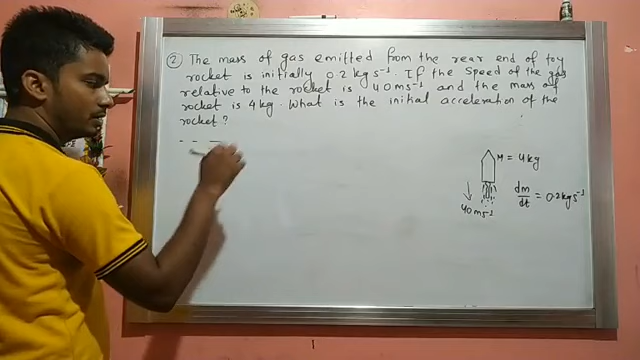 ② The mass of gas emitted from the rear end of toy
rocket is initially 0.2 kg s⁻¹. If the speed of the gas
relative to the rocket is 40 ms⁻¹ and the mass of
rocket is 4 kg. What is the initial acceleration of the
rocket?
M = 4 kg
dm/dt = 0.2 kg s⁻¹
40 ms⁻¹